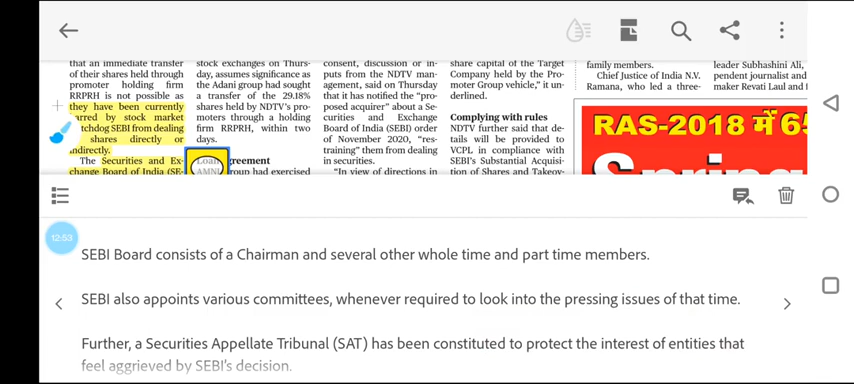 that an immediate transfer
of their shares held through
promoter holding firm
RRPRH is not possible as
they have been currently
arred by stock market
tchdog SEBI from dealing
shares directly or
ndirectly.
The Securities and Ex-
change Board of India (SE-
stock exchanges on Thurs-
day, assumes significance as
the Adani group had sought
a transfer of the 29.18%
shares held by NDTV's pro-
moters through a holding
firm RRPRH, within two
days.
Loan agreement
AMNL group had exercised
consent, discussion or in-
puts from the NDTV man-
agement, said on Thursday
that it has notified the "pro-
posed acquirer" about a Se-
curities and Exchange
Board of India (SEBI) order
of November 2020, "res-
training" them from dealing
in securities.
"In view of directions in
share capital of the Target
Company held by the Pro-
moter Group vehicle," it un-
derlined.
Complying with rules
NDTV further said that de-
tails will be provided to
VCPL in compliance with
SEBI's Substantial Acquisi-
tion of Shares and Takeov-
family members.
Chief Justice of India N.V.
Ramana, who led a three-
leader Subhashini Ali,
pendent journalist and
maker Revati Laul and f
RAS-2018 में 65
12:53
SEBI Board consists of a Chairman and several other whole time and part time members.
SEBI also appoints various committees, whenever required to look into the pressing issues of that time.
Further, a Securities Appellate Tribunal (SAT) has been constituted to protect the interest of entities that
feel aggrieved by SEBI's decision.